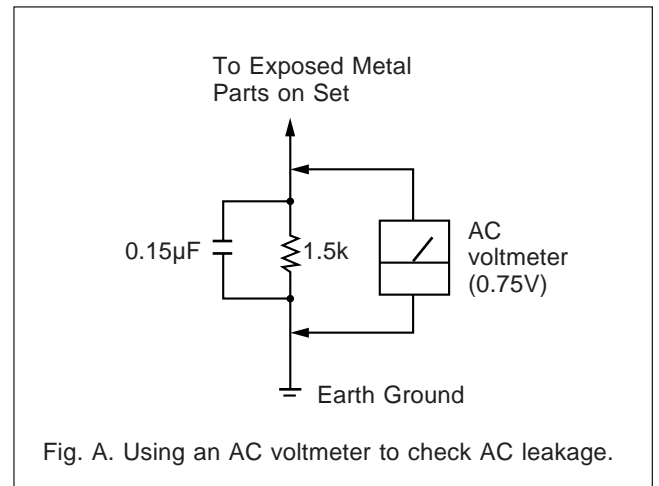 To Exposed Metal
Parts on Set
0.15µF
1.5k
AC
voltmeter
(0.75V)
Earth Ground
Fig. A. Using an AC voltmeter to check AC leakage.